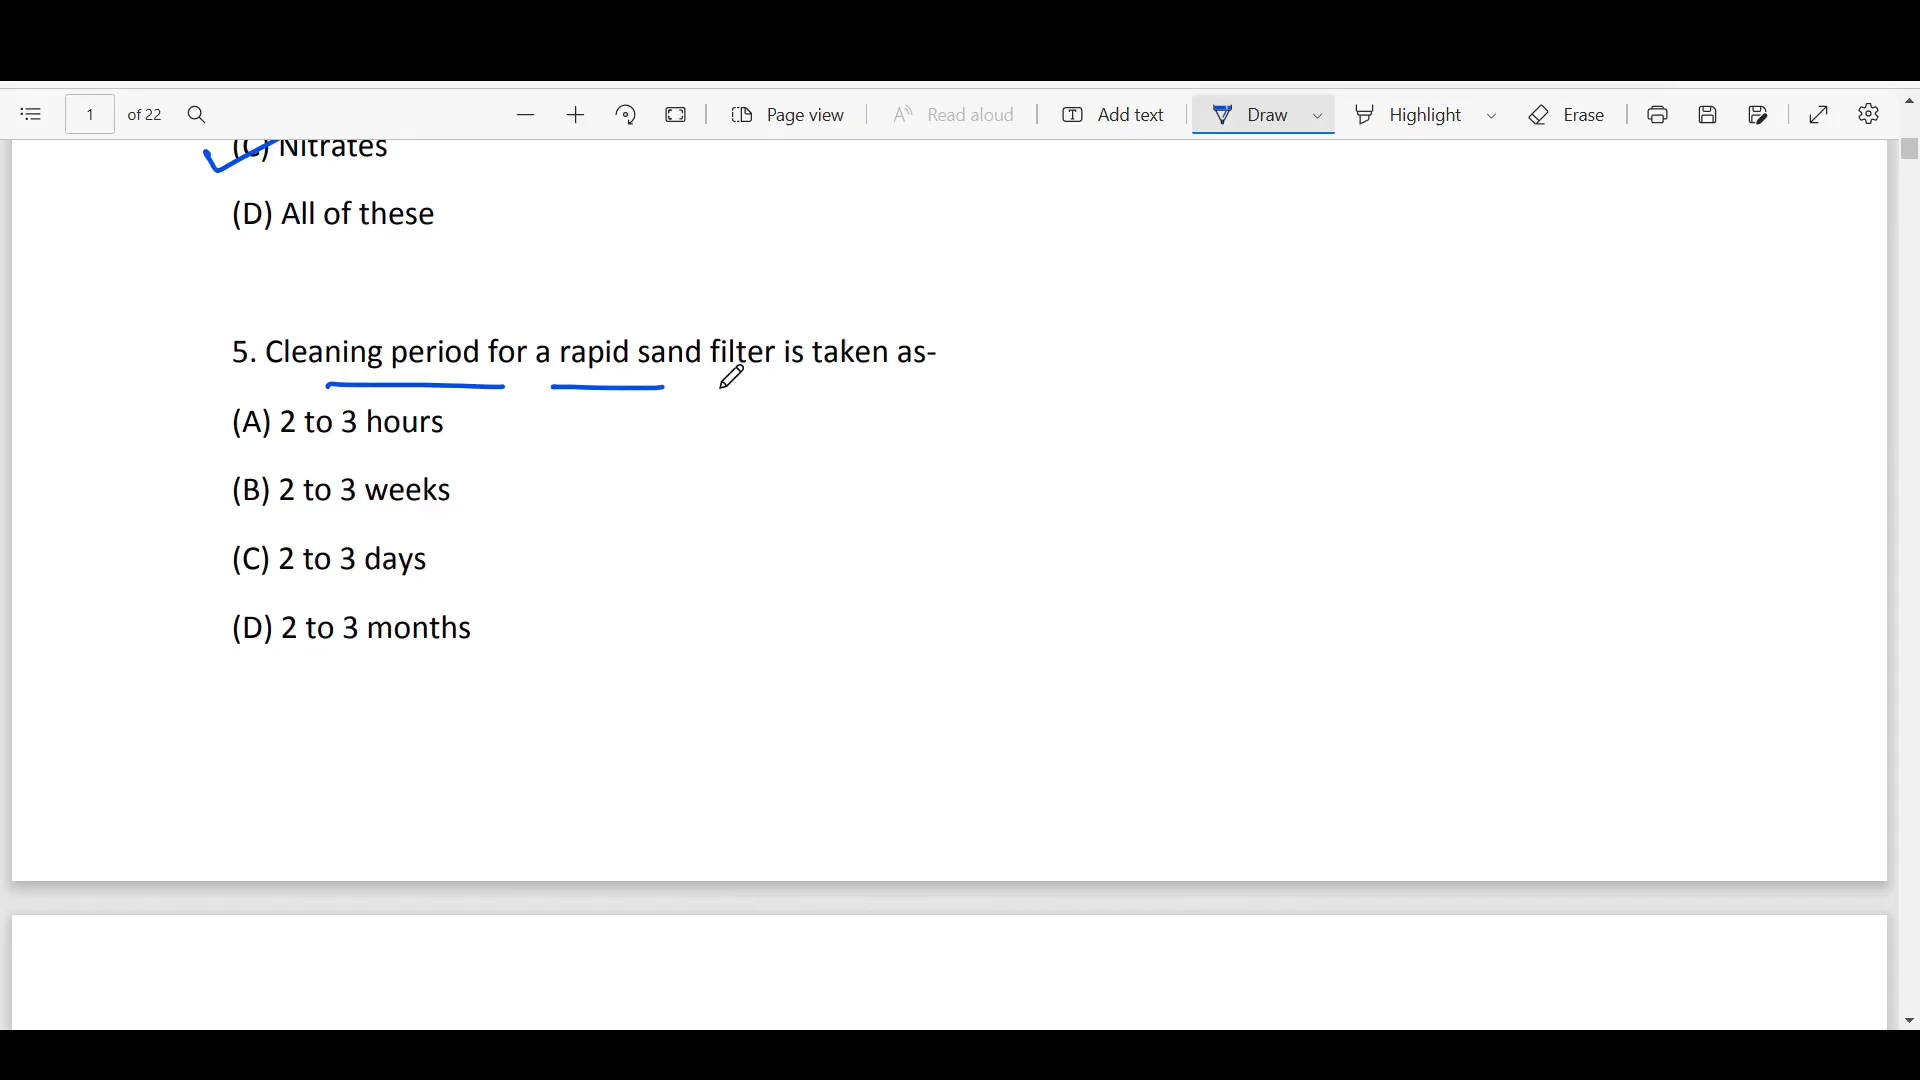 1 of 22 Page view Read aloud Add text Draw Highlight Erase
(C) Nitrates
(D) All of these
5. Cleaning period for a rapid sand filter is taken as-
(A) 2 to 3 hours
(B) 2 to 3 weeks
(C) 2 to 3 days
(D) 2 to 3 months